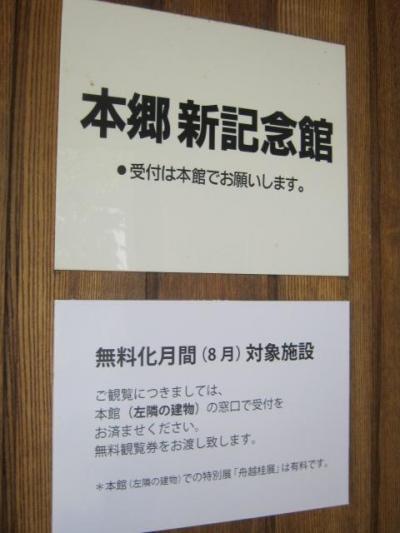 本郷 新記念館
●受付は本館でお願いします。
無料化月間(8月)対象施設
ご観覧につきましては、
本館(左隣の建物)の窓口で受付を
お済ませください。
無料観覧券をお渡し致します。
＊本館(左隣の建物)での特別展「舟越桂展」は有料です。